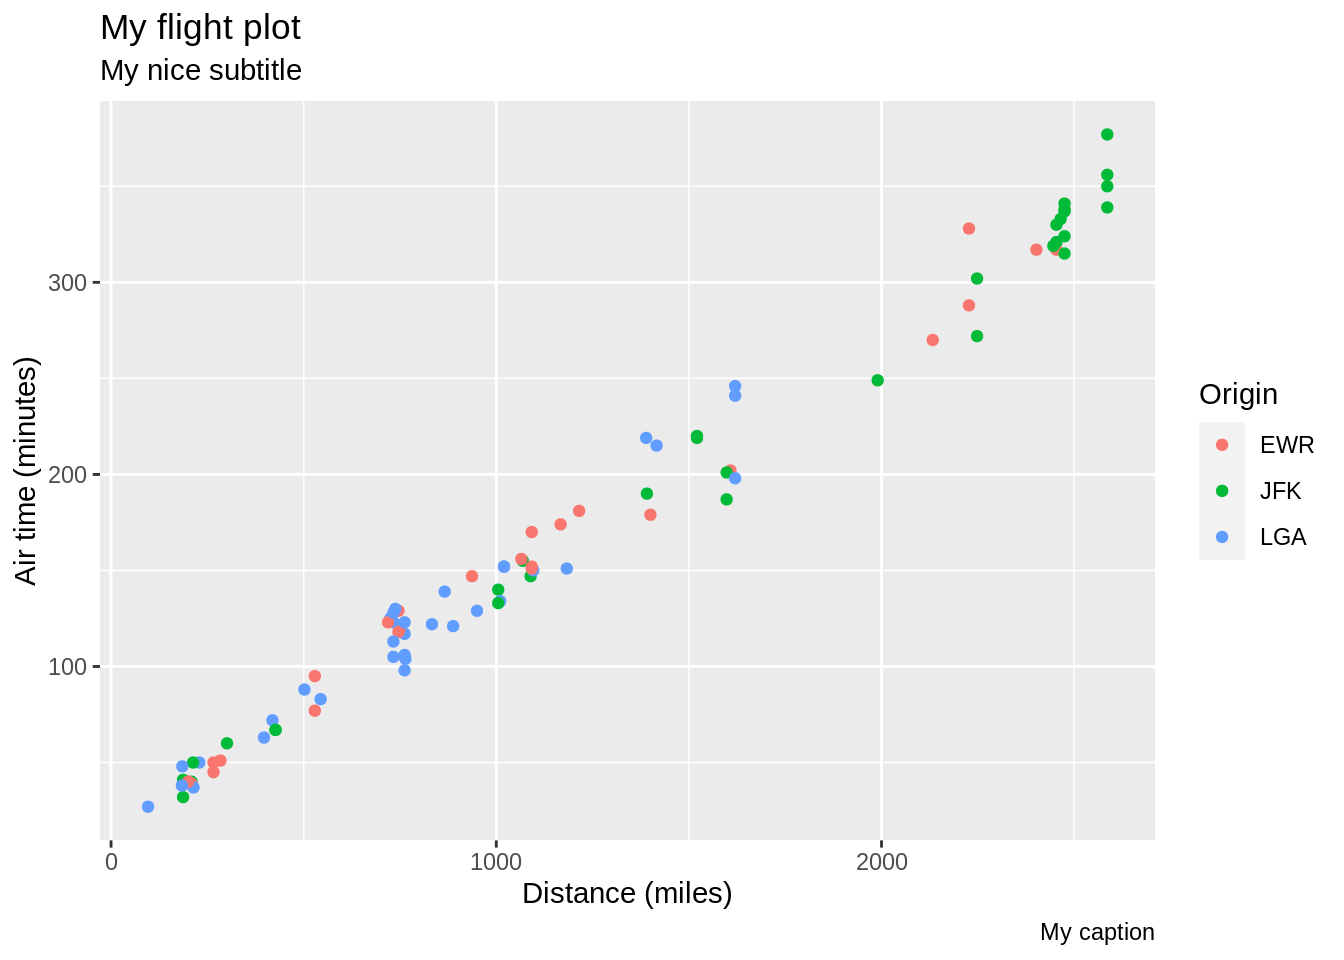 My flight plot
My nice subtitle
300
200
100
Air time (minutes)
0
1000
2000
Distance (miles)
Origin
EWR
JFK
LGA
My caption